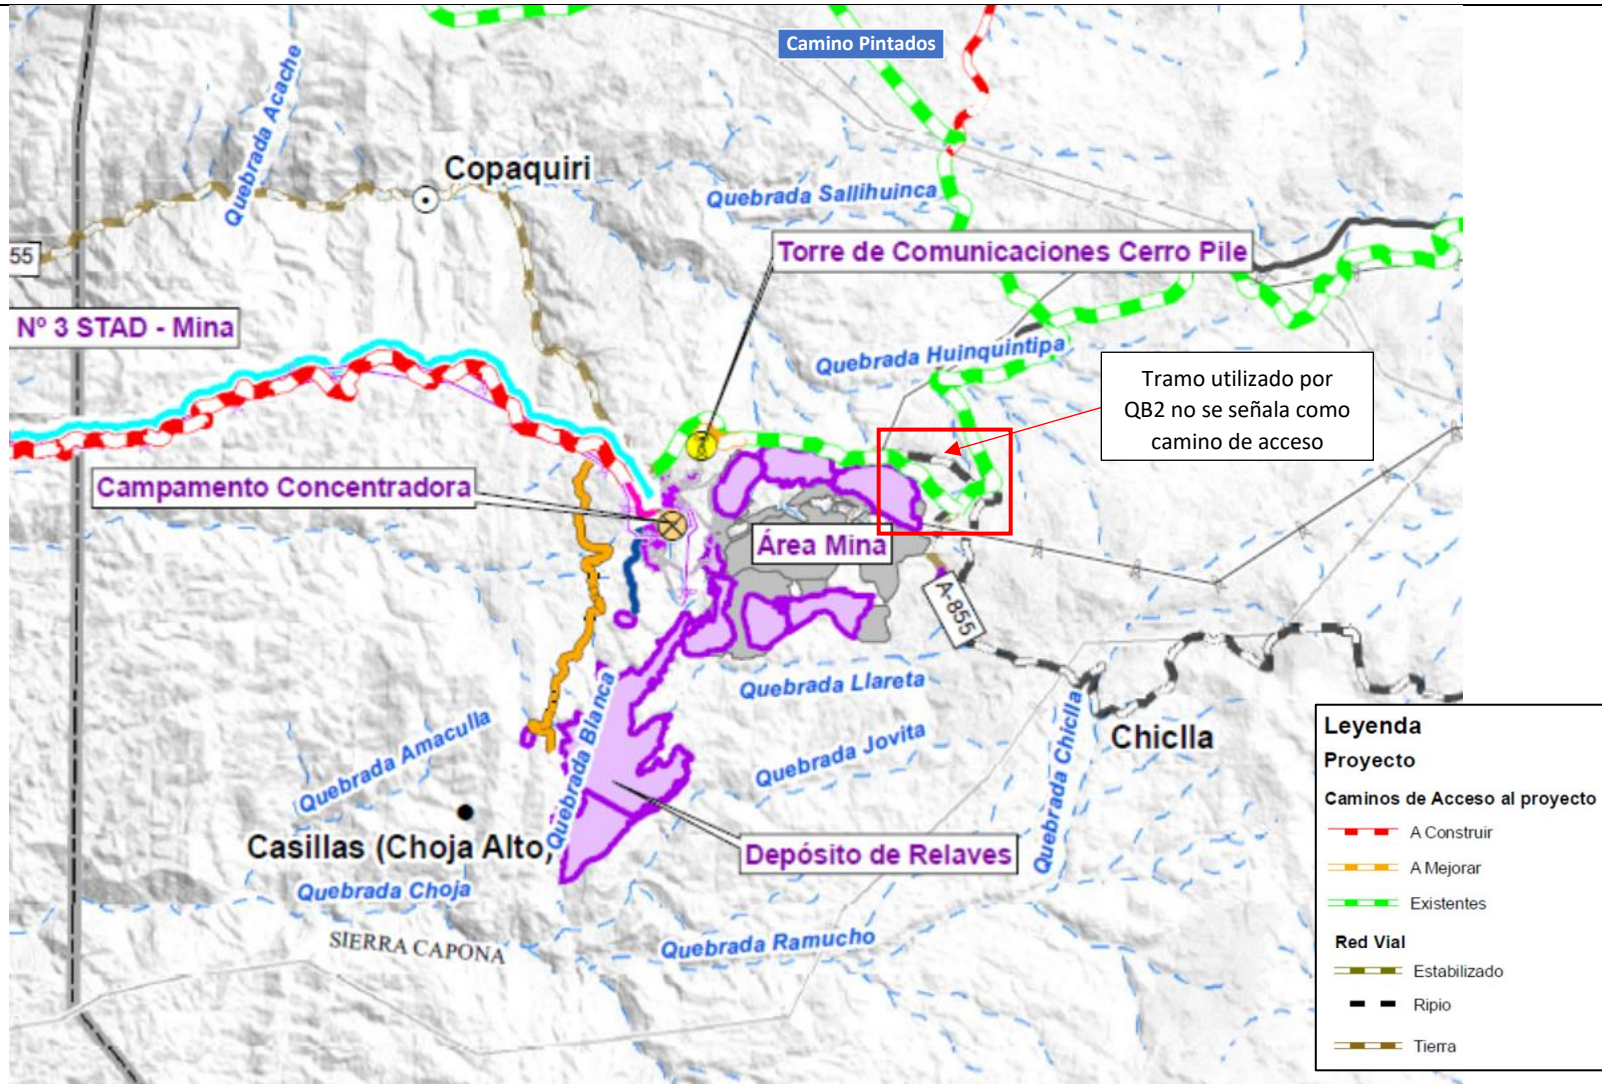 Camino Pintados
Quebrada Acache
Copaquiri
Quebrada Sallihuinca
55
Torre de Comunicaciones Cerro Pile
Nº 3 STAD - Mina
Quebrada Huinquintipa
Tramo utilizado por
QB2 no se señala como
camino de acceso
Campamento Concentradora
Área Mina
A-855
Quebrada Llareta
Quebrada Blanca
Quebrada Amaculla
Quebrada Jovita
Quebrada Chiclla
Chiclla
Casillas (Choja Alto)
Depósito de Relaves
Quebrada Choja
SIERRA CAPONA
Quebrada Ramucho
Leyenda
Proyecto
Caminos de Acceso al proyecto
A Construir
A Mejorar
Existentes
Red Vial
Estabilizado
Ripio
Tierra